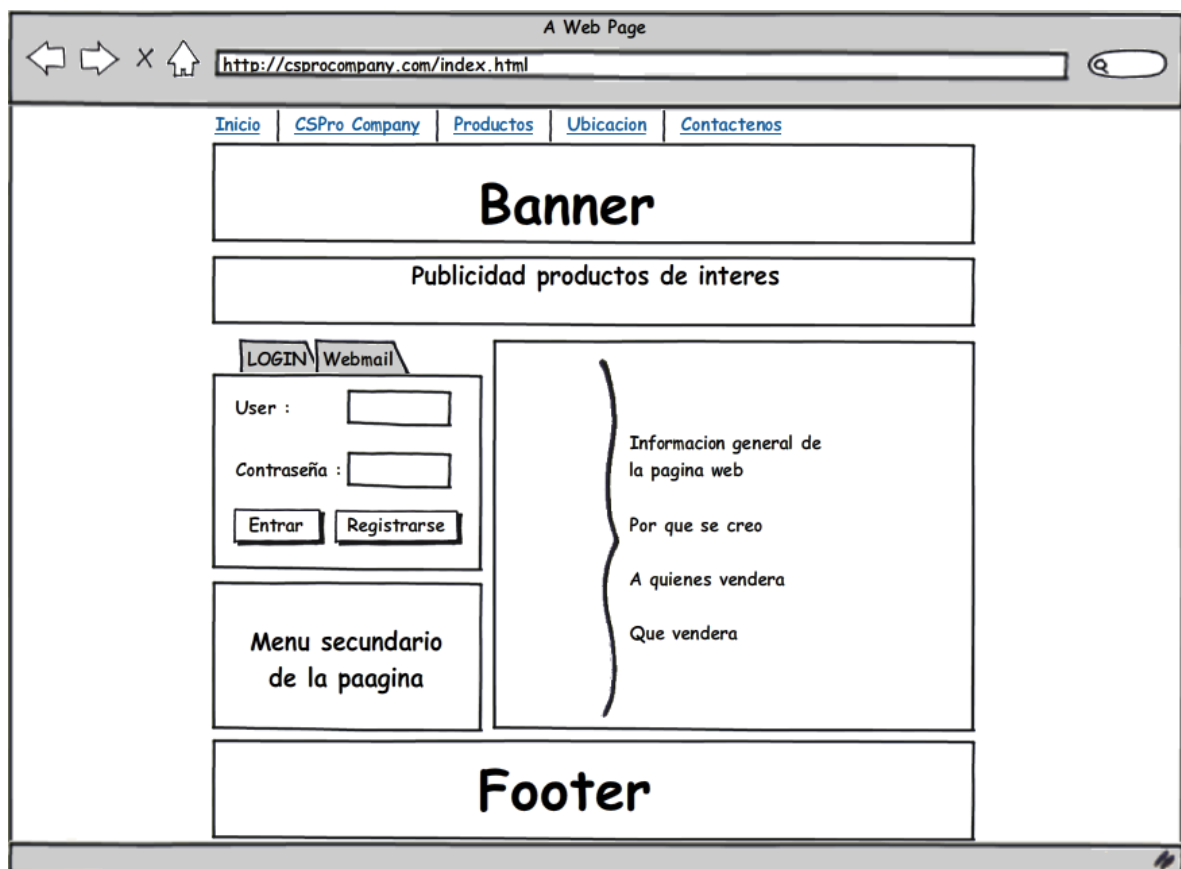 A Web Page
http://csprocompany.com/index.html
Inicio CSPro Company Productos Ubicacion Contactenos
Banner
Publicidad productos de interes
LOGIN Webmail
User :
Contraseña :
Entrar Registrarse
Menu secundario
de la paagina
Informacion general de
la pagina web
Por que se creo
A quienes vendera
Que vendera
Footer